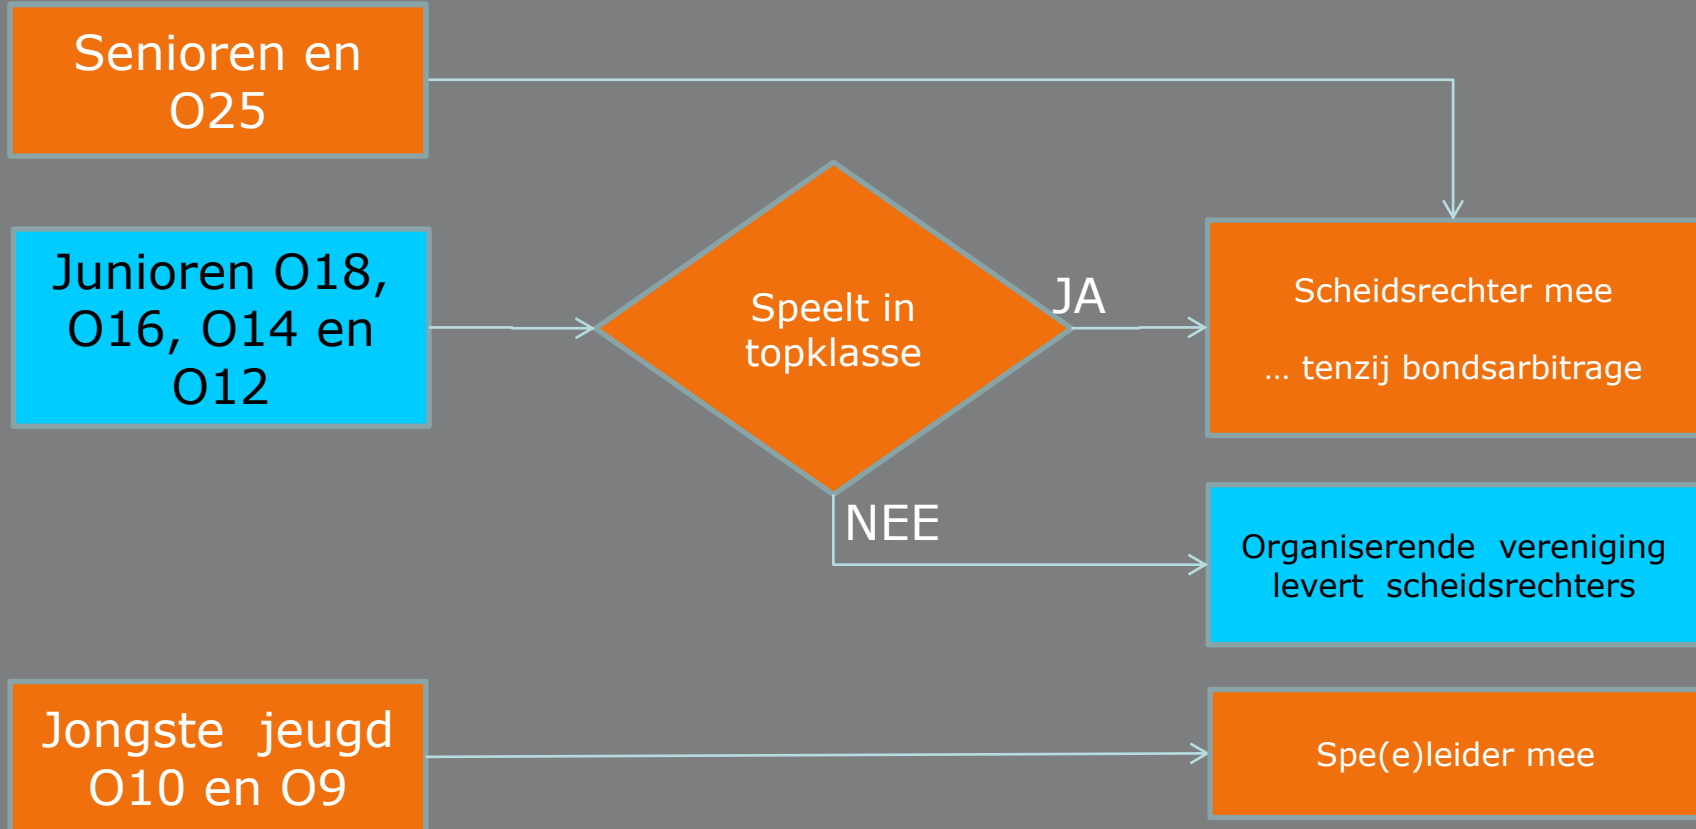 Senioren en
O25
Junioren O18,
O16, O14 en
O12
Speelt in
topklasse
JA
NEE
Scheidsrechter mee
... tenzij bondsarbitrage
Organiserende vereniging
levert scheidsrechters
Jongste jeugd
O10 en O9
Spe(e)leider mee